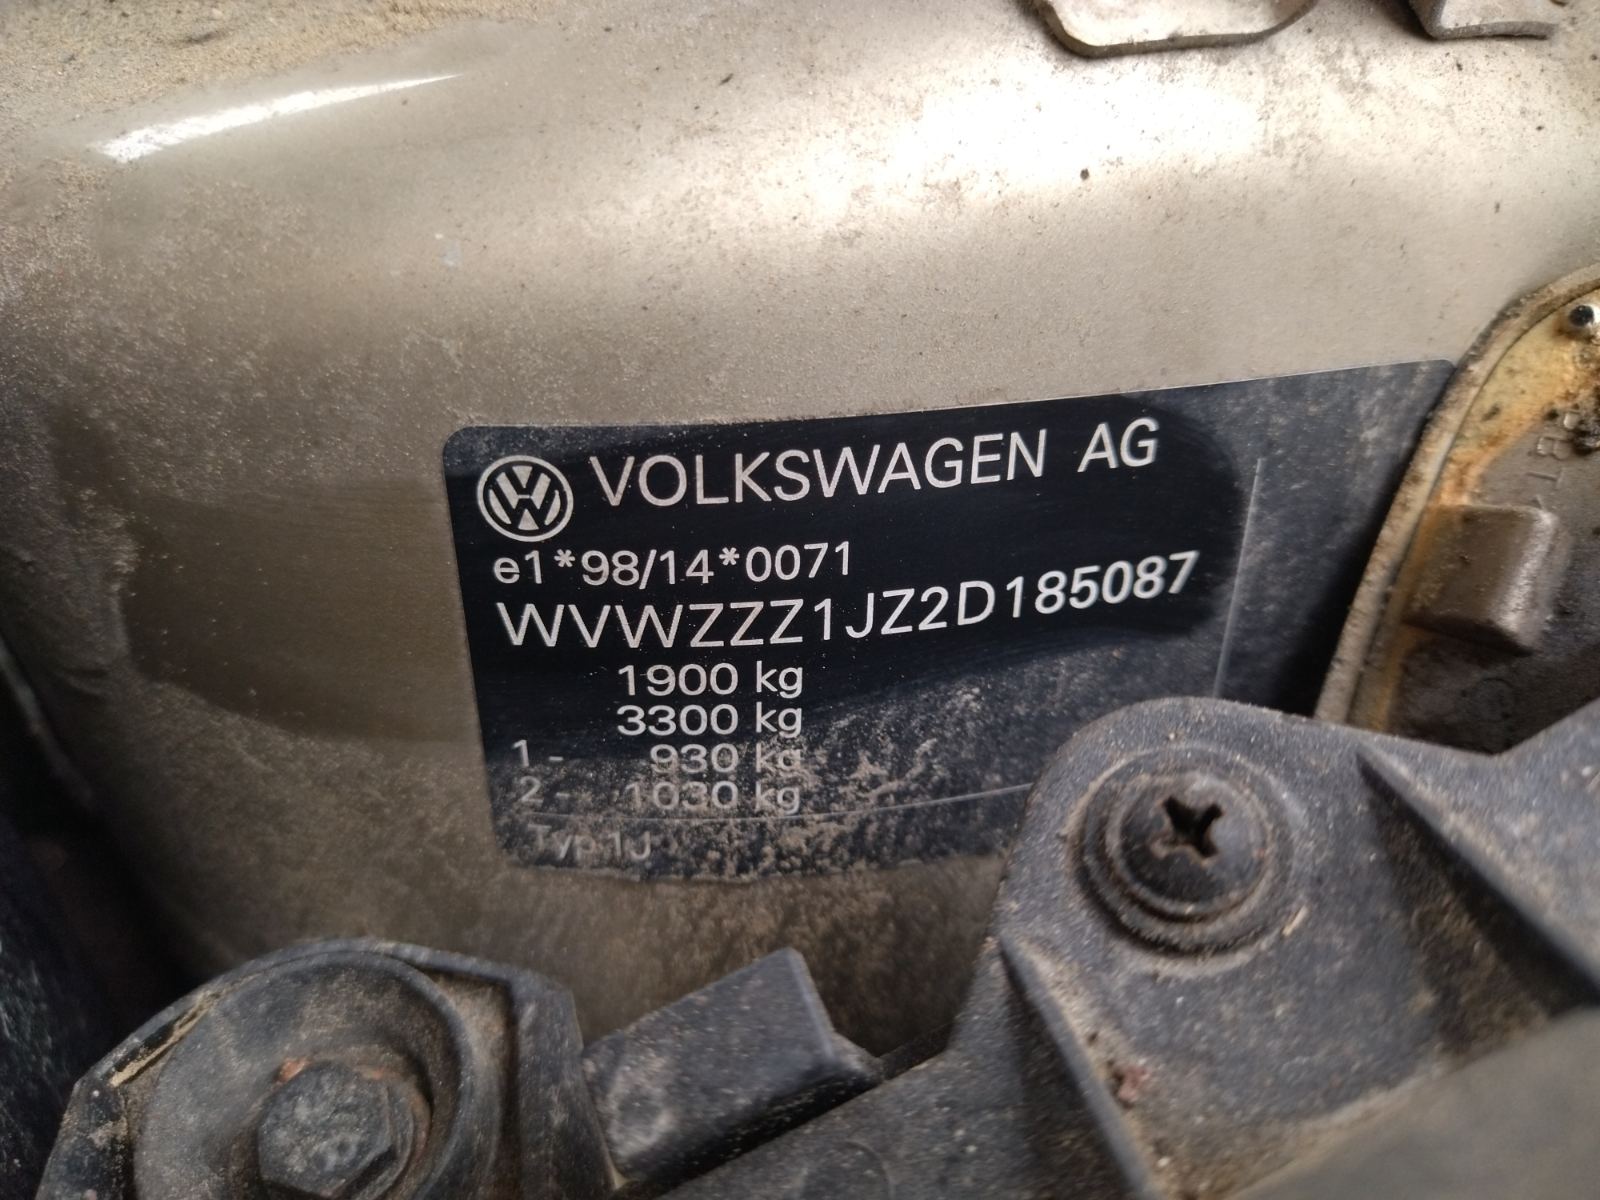 VOLKSWAGEN AG
e1*98/14*0071
WVWZZZ1JZ2D185087
1900 kg
3300 kg
1 - 930 kg
2 - 1030 kg
Typ 1J